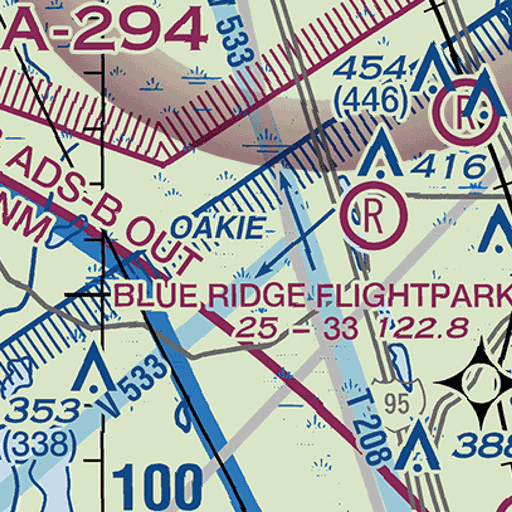 A-294
V 533
454
(446)
R
416
R
ADS-B OUT
NM
OAKIE
BLUE RIDGE FLIGHTPARK
25 - 33 122.8
V 533
353
(338)
95
T 208
388
100